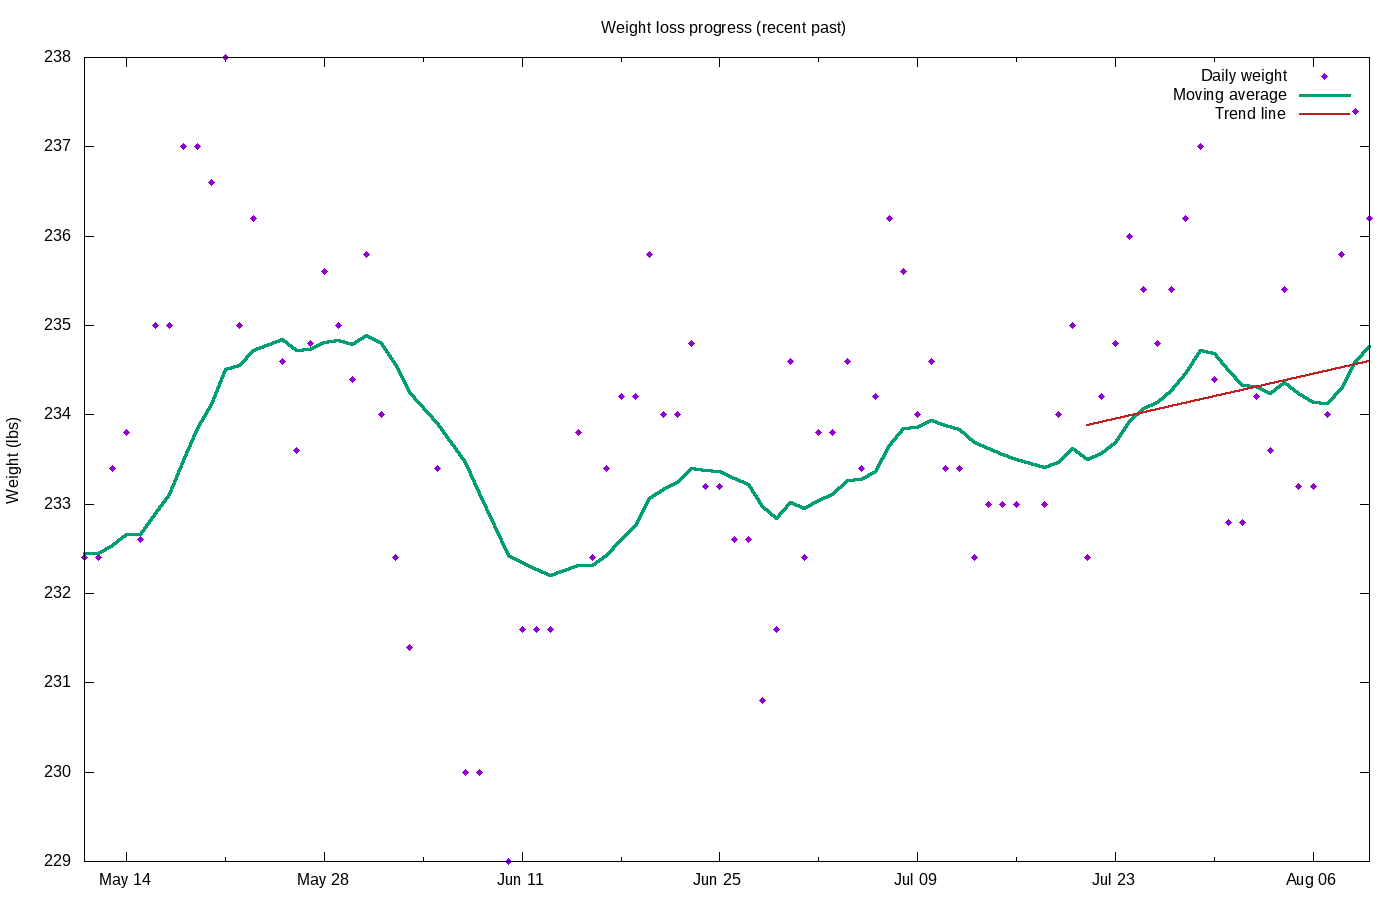 Weight loss progress (recent past)
238
237
236
235
234
233
232
231
230
229
Weight (lbs)
Daily weight
Moving average
Trend line
May 14 May 28 Jun 11 Jun 25 Jul 09 Jul 23 Aug 06